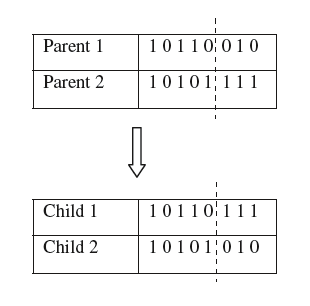 Parent 1 1 0 1 1 0 0 1 0
Parent 2 1 0 1 0 1 1 1 1
Child 1 1 0 1 1 0 1 1 1
Child 2 1 0 1 0 1 0 1 0